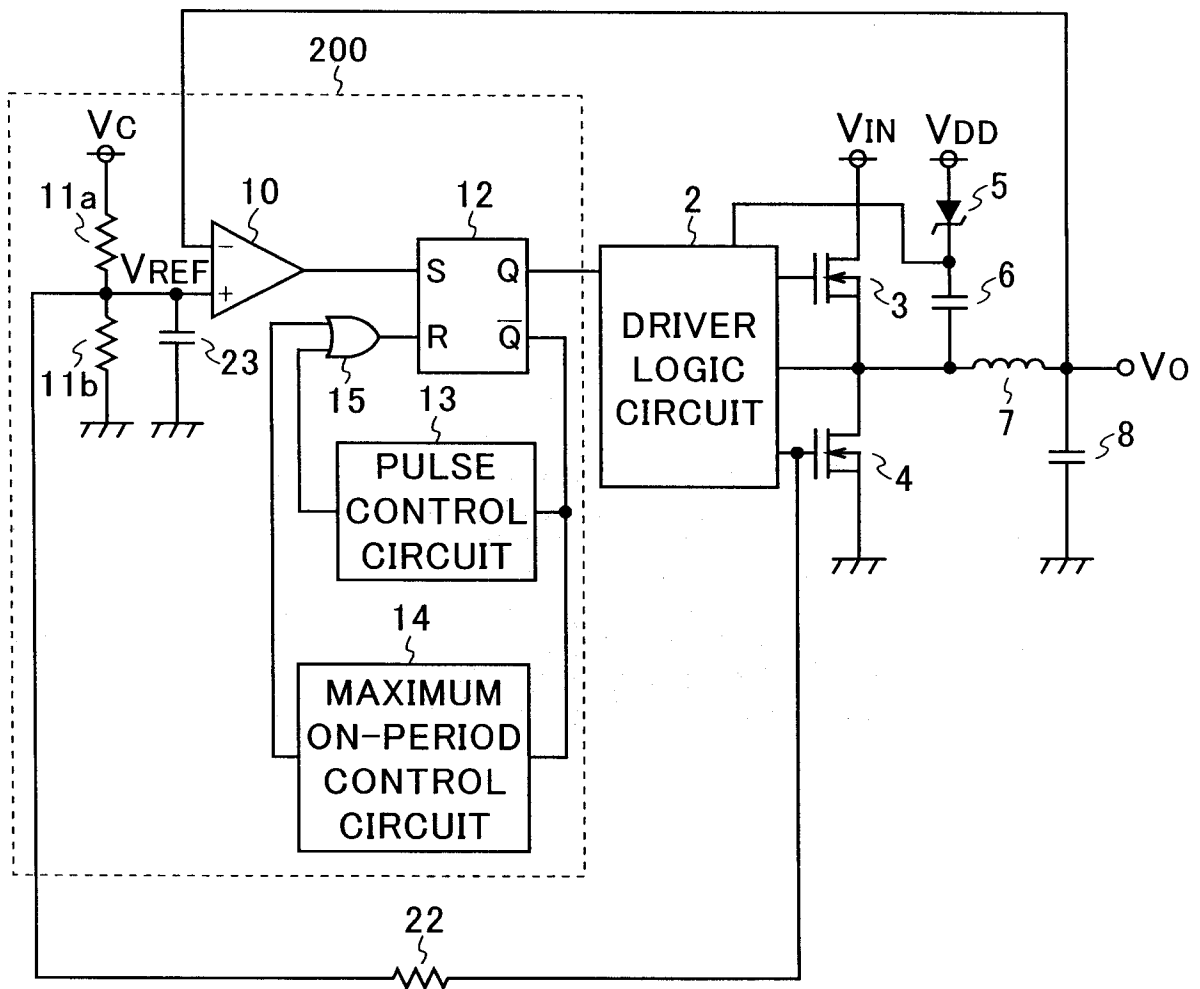 200
VC
VIN
VDD
11a
10
12
2
5
VREF
−
+
S
Q
R
Q̅
3
6
11b
23
15
DRIVER
LOGIC
CIRCUIT
7
VO
13
PULSE
CONTROL
CIRCUIT
4
8
14
MAXIMUM
ON-PERIOD
CONTROL
CIRCUIT
22